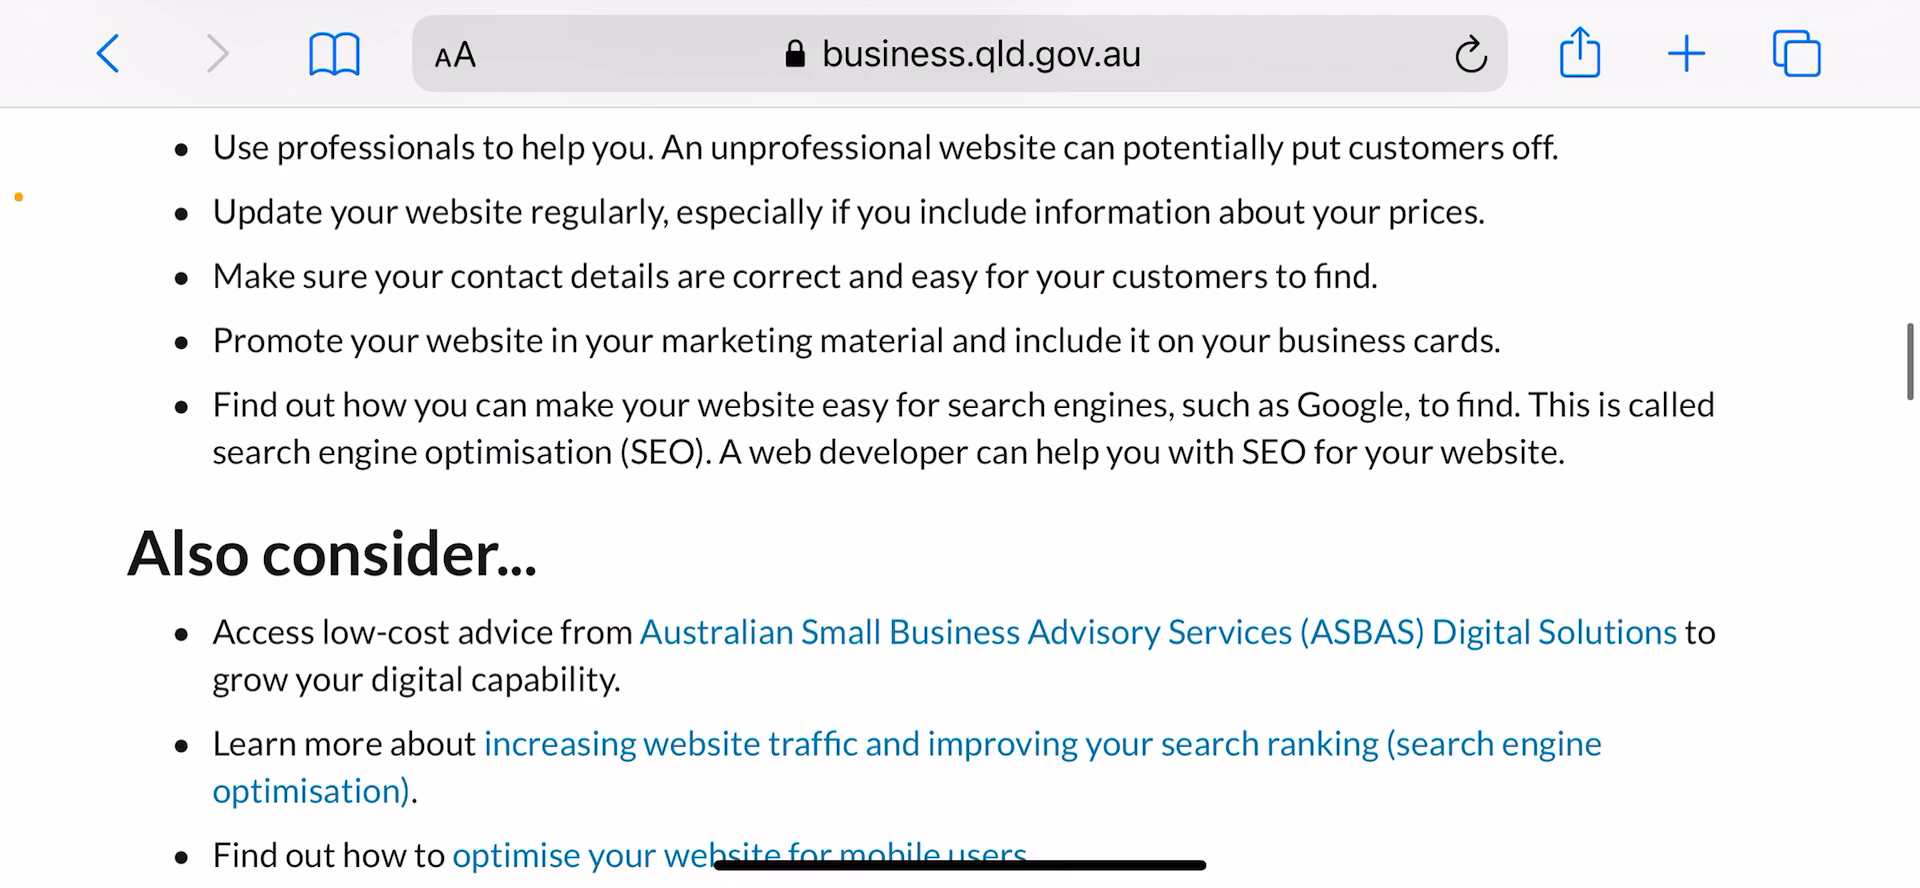 AA
business.qld.gov.au
• Use professionals to help you. An unprofessional website can potentially put customers off.
• Update your website regularly, especially if you include information about your prices.
• Make sure your contact details are correct and easy for your customers to find.
• Promote your website in your marketing material and include it on your business cards.
• Find out how you can make your website easy for search engines, such as Google, to find. This is called
search engine optimisation (SEO). A web developer can help you with SEO for your website.
Also consider...
• Access low-cost advice from Australian Small Business Advisory Services (ASBAS) Digital Solutions to
grow your digital capability.
• Learn more about increasing website traffic and improving your search ranking (search engine
optimisation).
• Find out how to optimise your website for mobile users